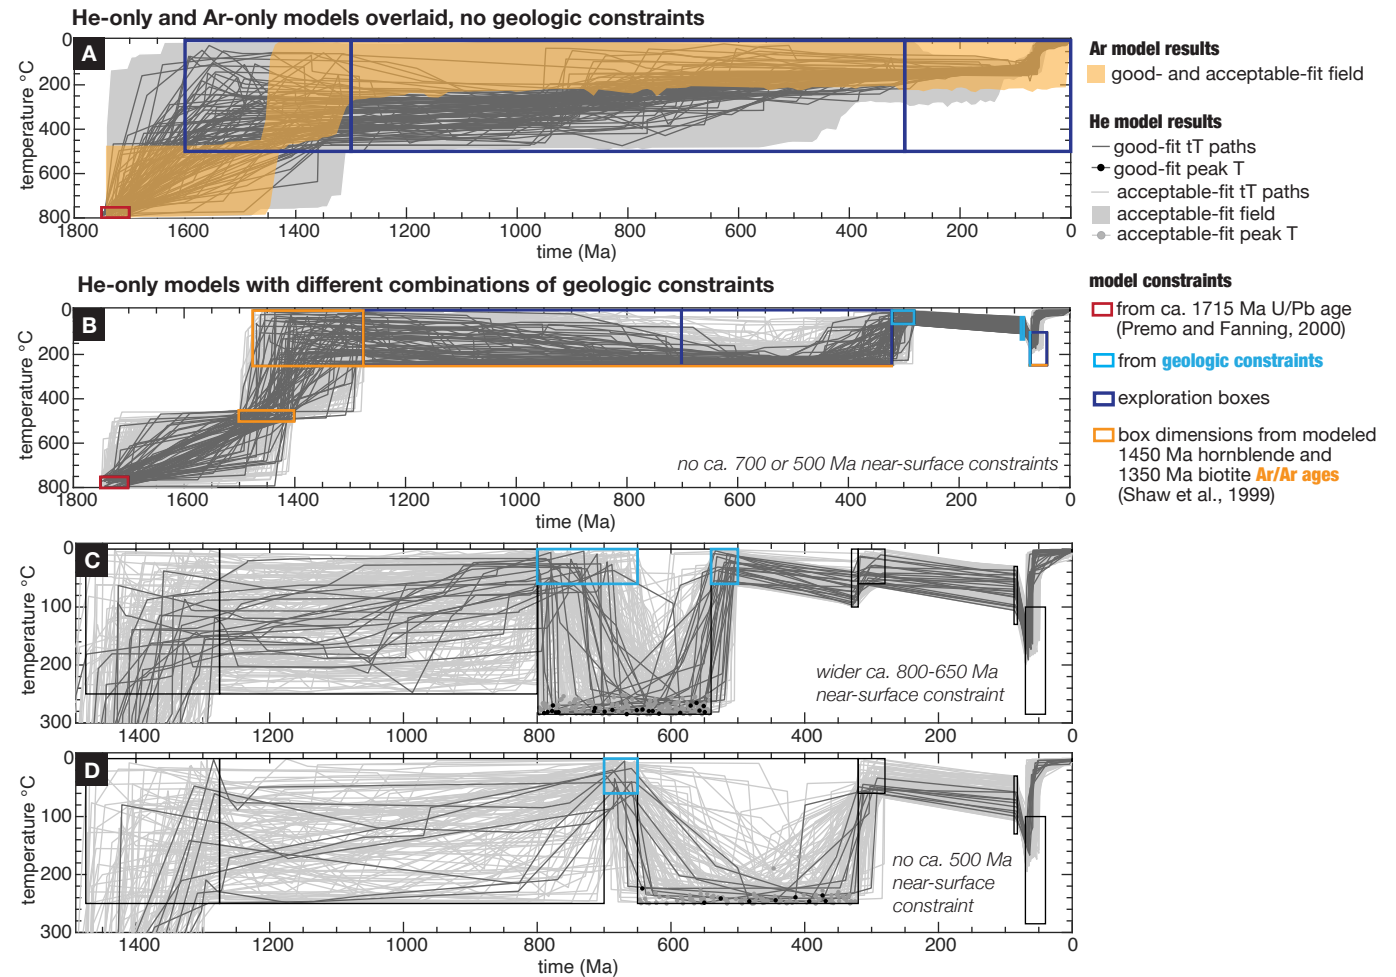 He-only and Ar-only models overlaid, no geologic constraints
A
0
200
400
600
800
temperature °C
1800 1600 1400 1200 1000 800 600 400 200 0
time (Ma)
Ar model results
good- and acceptable-fit field
He model results
good-fit tT paths
good-fit peak T
acceptable-fit tT paths
acceptable-fit field
acceptable-fit peak T
He-only models with different combinations of geologic constraints
B
0
200
400
600
800
temperature °C
no ca. 700 or 500 Ma near-surface constraints
1800 1600 1400 1200 1000 800 600 400 200 0
time (Ma)
model constraints
from ca. 1715 Ma U/Pb age
(Premo and Fanning, 2000)
from geologic constraints
exploration boxes
box dimensions from modeled
1450 Ma hornblende and
1350 Ma biotite Ar/Ar ages
(Shaw et al., 1999)
C
0
100
200
300
temperature °C
wider ca. 800-650 Ma
near-surface constraint
1400 1200 1000 800 600 400 200 0
D
0
100
200
300
temperature °C
no ca. 500 Ma
near-surface
constraint
1400 1200 1000 800 600 400 200 0
time (Ma)